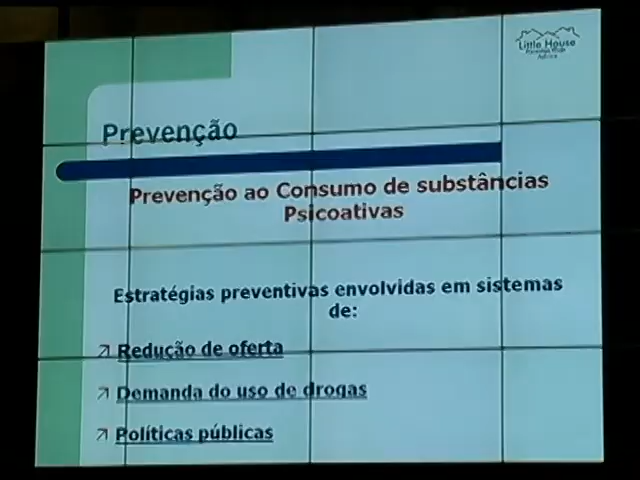 Little House
Prevenção
Prevenção ao Consumo de substâncias
Psicoativas
Estratégias preventivas envolvidas em sistemas
de:
Redução de oferta
Demanda do uso de drogas
Políticas públicas